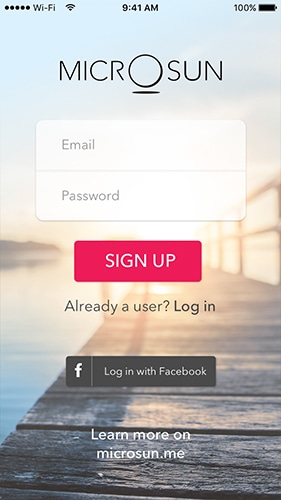 Wi-Fi 9:41 AM 100%
MICROSUN
Email
Password
SIGN UP
Already a user? Log in
f Log in with Facebook
Learn more on
microsun.me